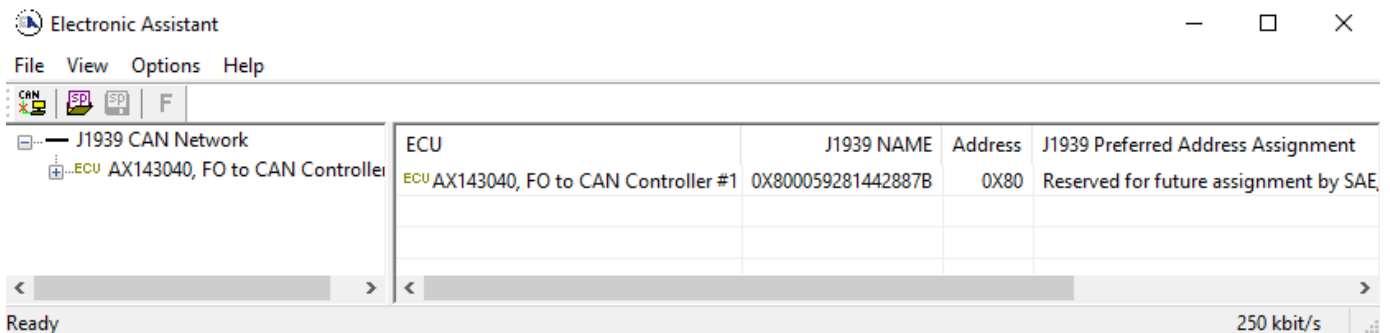 Electronic Assistant
File View Options Help
CAN SP SP F
J1939 CAN Network
ECU AX143040, FO to CAN Controller
ECU J1939 NAME Address J1939 Preferred Address Assignment
ECU AX143040, FO to CAN Controller #1 0X800059281442887B 0X80 Reserved for future assignment by SAE,
Ready 250 kbit/s